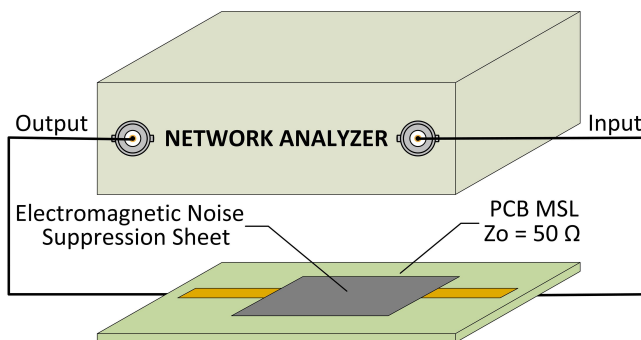 Output
NETWORK ANALYZER
Input
Electromagnetic Noise
Suppression Sheet
PCB MSL
Zo = 50 Ω